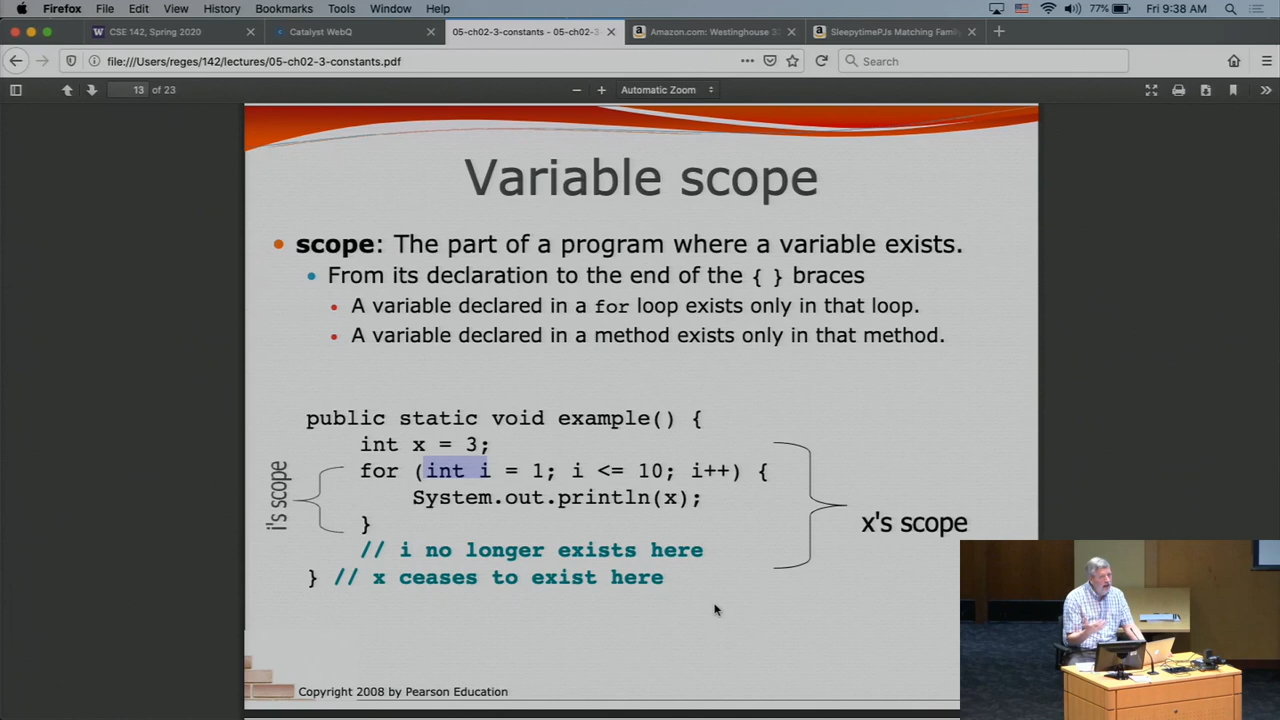 Firefox File Edit View History Bookmarks Tools Window Help 77% Fri 9:38 AM
CSE 142, Spring 2020 Catalyst WebQ 05-ch02-3-constants - 05-ch02-3- Amazon.com: Westinghouse 32 SleepytimePJs Matching Family
file:///Users/reges/142/lectures/05-ch02-3-constants.pdf Search
13 of 23 Automatic Zoom
Variable scope
scope: The part of a program where a variable exists.
From its declaration to the end of the { } braces
A variable declared in a for loop exists only in that loop.
A variable declared in a method exists only in that method.
public static void example() {
int x = 3;
for (int i = 1; i <= 10; i++) {
System.out.println(x);
}
// i no longer exists here
} // x ceases to exist here
i's scope
x's scope
Copyright 2008 by Pearson Education